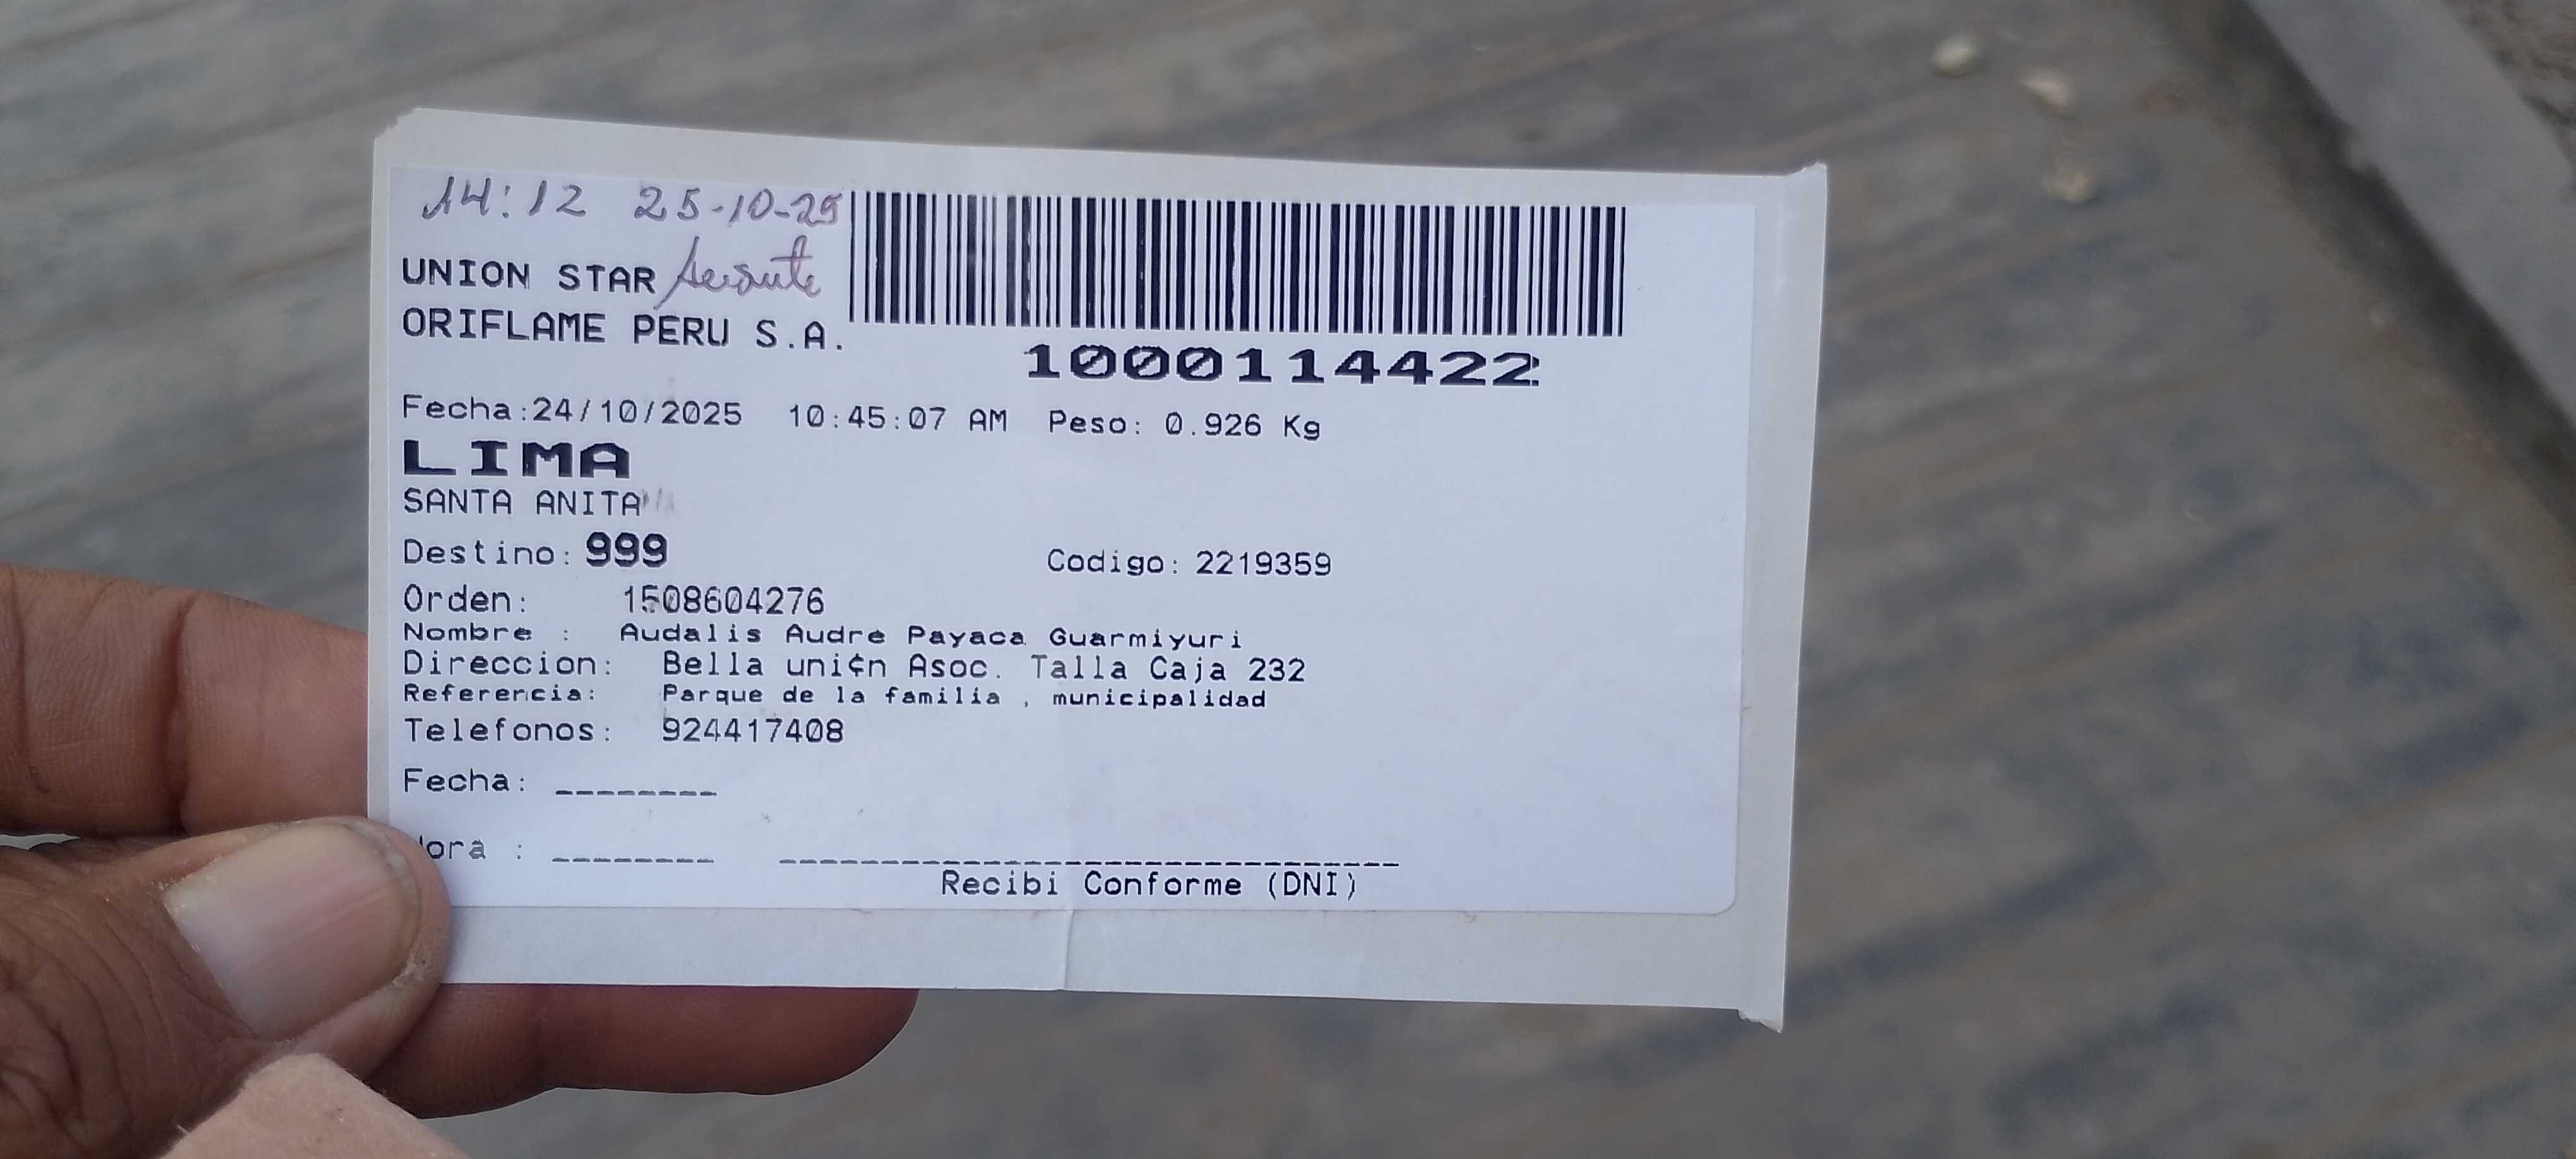 14:12 25-10-25
UNION STAR Ausente
ORIFLAME PERU S.A.
1000114422
Fecha:24/10/2025 10:45:07 AM Peso: 0.926 Kg
LIMA
SANTA ANITA
Destino: 999 Codigo: 2219359
Orden: 1508604276
Nombre : Audalis Audre Payaca Guarmiyuri
Direccion: Bella uni¢n Asoc. Talla Caja 232
Referencia: Parque de la familia , municipalidad
Telefonos: 924417408
Fecha: ________
ora : ________ _______________________________
Recibi Conforme (DNI)